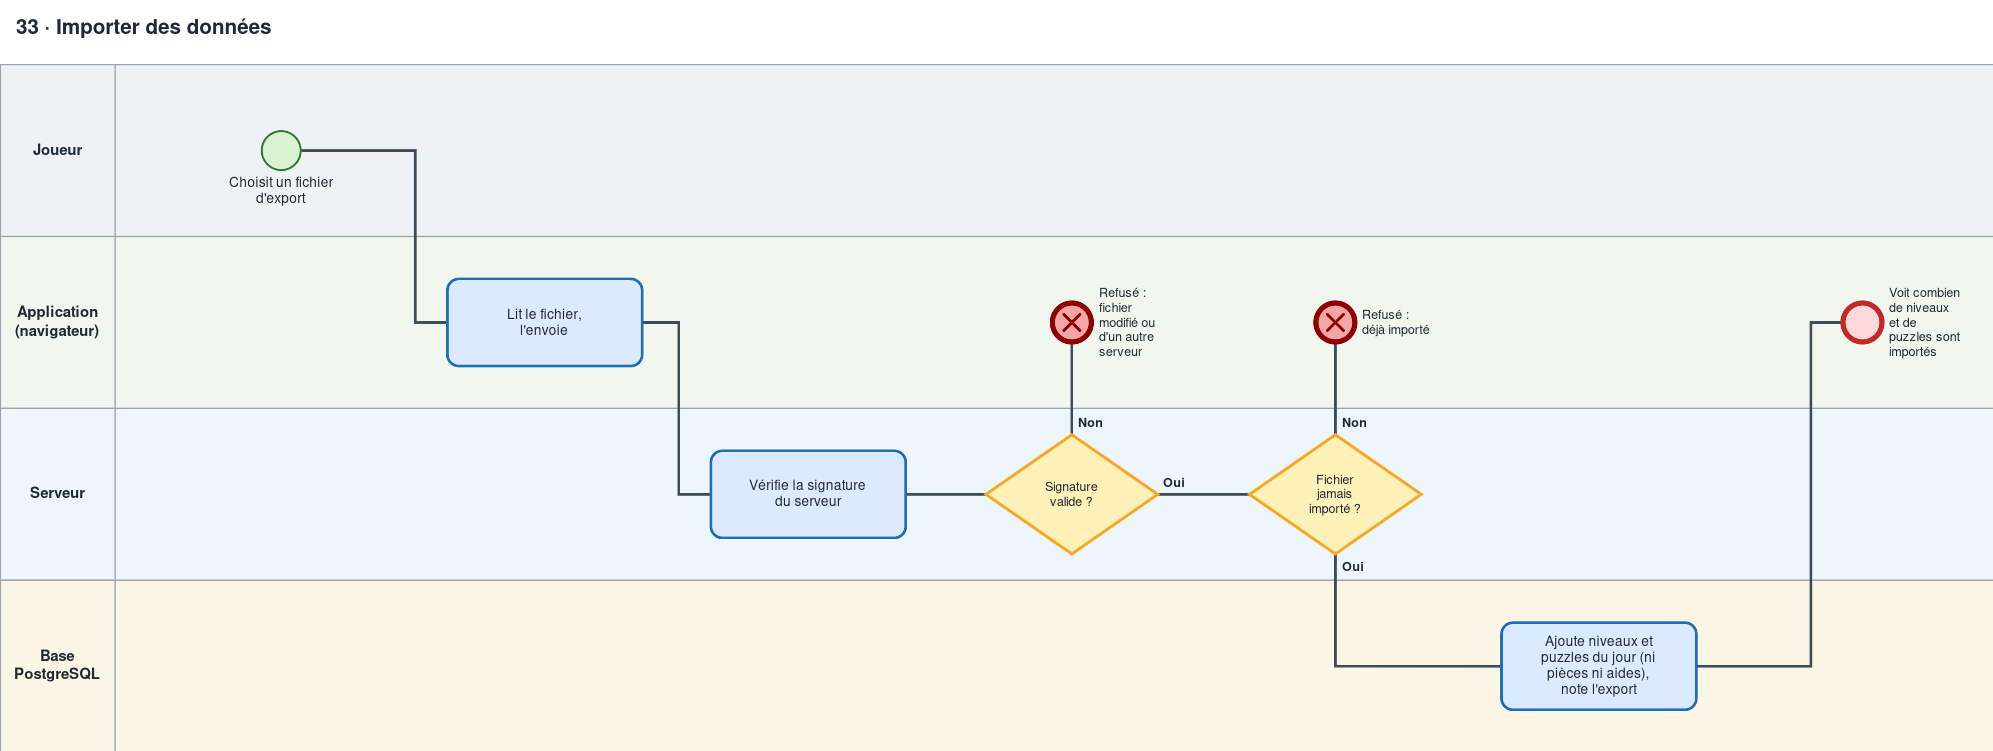 33 · Importer des données
Joueur
Choisit un fichier
d'export
Application
(navigateur)
Lit le fichier,
l'envoie
Refusé :
fichier
modifié ou
d'un autre
serveur
Refusé :
déjà importé
Voit combien
de niveaux
et de
puzzles sont
importés
Serveur
Vérifie la signature
du serveur
Non
Signature
valide ?
Oui
Non
Fichier
jamais
importé ?
Oui
Base
PostgreSQL
Ajoute niveaux et
puzzles du jour (ni
pièces ni aides),
note l'export